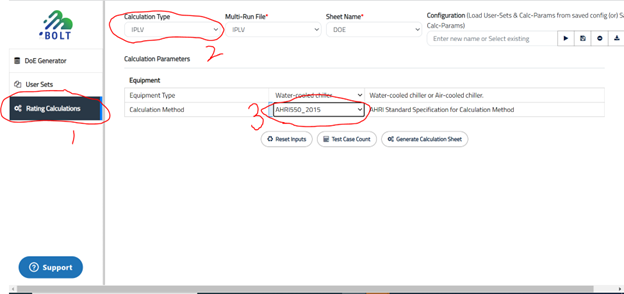 BOLT
Calculation Type*
Multi-Run File*
Sheet Name*
Configuration (Load User-Sets & Calc-Params from saved config (or) Sa
Config-Params)
IPLV
IPLV
DOE
Enter new name or Select existing
2
DoE Generator
User Sets
Rating Calculations
1
Calculation Parameters
Equipment
Equipment Type
Water-cooled chiller
Water-cooled chiller or Air-cooled chiller.
Calculation Method
AHRI550_2015
AHRI Standard Specification for Calculation Method
3
Reset Inputs
Test Case Count
Generate Calculation Sheet
? Support